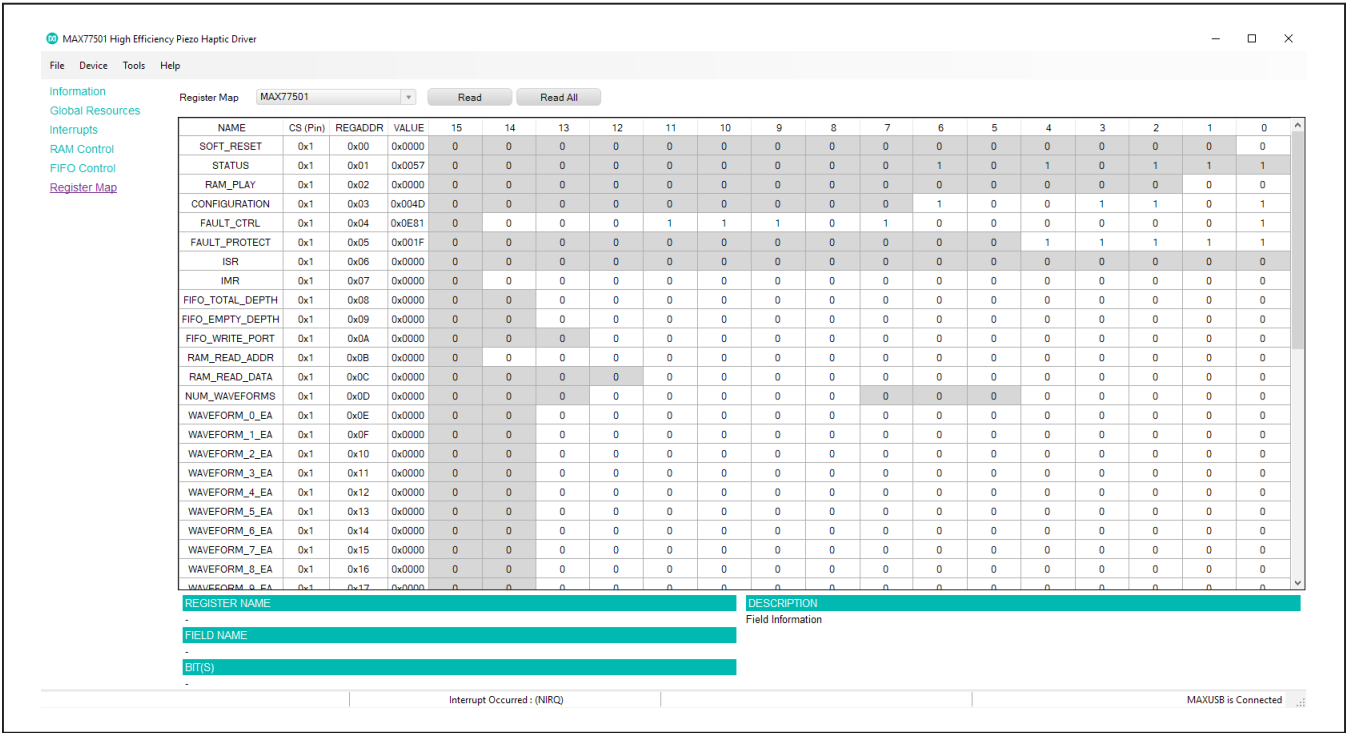 MAX77501 High Efficiency Piezo Haptic Driver
File Device Tools Help
Information
Global Resources
Interrupts
RAM Control
FIFO Control
Register Map
Register Map MAX77501 Read Read All
NAME CS (Pin) REGADDR VALUE 15 14 13 12 11 10 9 8 7 6 5 4 3 2 1 0
SOFT_RESET 0x1 0x00 0x0000 0 0 0 0 0 0 0 0 0 0 0 0 0 0 0 0
STATUS 0x1 0x01 0x0057 0 0 0 0 0 0 0 0 0 1 0 1 0 1 1 1
RAM_PLAY 0x1 0x02 0x0000 0 0 0 0 0 0 0 0 0 0 0 0 0 0 0 0
CONFIGURATION 0x1 0x03 0x004D 0 0 0 0 0 0 0 0 0 1 0 0 1 1 0 1
FAULT_CTRL 0x1 0x04 0x0E81 0 0 0 0 1 1 1 0 1 0 0 0 0 0 0 1
FAULT_PROTECT 0x1 0x05 0x001F 0 0 0 0 0 0 0 0 0 0 0 1 1 1 1 1
ISR 0x1 0x06 0x0000 0 0 0 0 0 0 0 0 0 0 0 0 0 0 0 0
IMR 0x1 0x07 0x0000 0 0 0 0 0 0 0 0 0 0 0 0 0 0 0 0
FIFO_TOTAL_DEPTH 0x1 0x08 0x0000 0 0 0 0 0 0 0 0 0 0 0 0 0 0 0 0
FIFO_EMPTY_DEPTH 0x1 0x09 0x0000 0 0 0 0 0 0 0 0 0 0 0 0 0 0 0 0
FIFO_WRITE_PORT 0x1 0x0A 0x0000 0 0 0 0 0 0 0 0 0 0 0 0 0 0 0 0
RAM_READ_ADDR 0x1 0x0B 0x0000 0 0 0 0 0 0 0 0 0 0 0 0 0 0 0 0
RAM_READ_DATA 0x1 0x0C 0x0000 0 0 0 0 0 0 0 0 0 0 0 0 0 0 0 0
NUM_WAVEFORMS 0x1 0x0D 0x0000 0 0 0 0 0 0 0 0 0 0 0 0 0 0 0 0
WAVEFORM_0_EA 0x1 0x0E 0x0000 0 0 0 0 0 0 0 0 0 0 0 0 0 0 0 0
WAVEFORM_1_EA 0x1 0x0F 0x0000 0 0 0 0 0 0 0 0 0 0 0 0 0 0 0 0
WAVEFORM_2_EA 0x1 0x10 0x0000 0 0 0 0 0 0 0 0 0 0 0 0 0 0 0 0
WAVEFORM_3_EA 0x1 0x11 0x0000 0 0 0 0 0 0 0 0 0 0 0 0 0 0 0 0
WAVEFORM_4_EA 0x1 0x12 0x0000 0 0 0 0 0 0 0 0 0 0 0 0 0 0 0 0
WAVEFORM_5_EA 0x1 0x13 0x0000 0 0 0 0 0 0 0 0 0 0 0 0 0 0 0 0
WAVEFORM_6_EA 0x1 0x14 0x0000 0 0 0 0 0 0 0 0 0 0 0 0 0 0 0 0
WAVEFORM_7_EA 0x1 0x15 0x0000 0 0 0 0 0 0 0 0 0 0 0 0 0 0 0 0
WAVEFORM_8_EA 0x1 0x16 0x0000 0 0 0 0 0 0 0 0 0 0 0 0 0 0 0 0
WAVEFORM_9_EA 0x1 0x17 0x0000 0 0 0 0 0 0 0 0 0 0 0 0 0 0 0 0
REGISTER NAME DESCRIPTION
- Field Information
FIELD NAME
-
BIT(S)
-
Interrupt Occurred : (NIRQ) MAXUSB is Connected